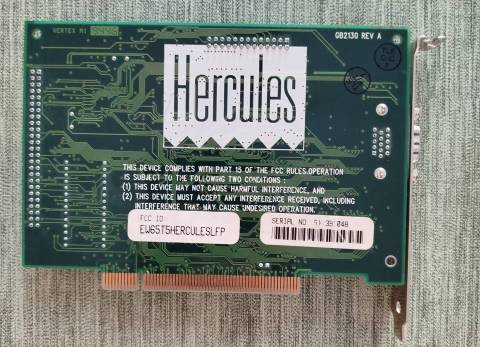 VERTEX M1
GB2130 REV A
Hercules
THIS DEVICE COMPLIES WITH PART 15 OF THE FCC RULES.OPERATION
IS SUBJECT TO THE FOLLOWING TWO CONDITIONS :
(1) THIS DEVICE MAY NOT CAUSE HARMFUL INTERFERENCE, AND
(2) THIS DEVICE MUST ACCEPT ANY INTERFERENCE RECEIVED, INCLUDING
INTERFERENCE THAT MAY CAUSE UNDESIRED OPERATION.
FCC ID
EW65T5HERCULESLFP
SERIAL NO.